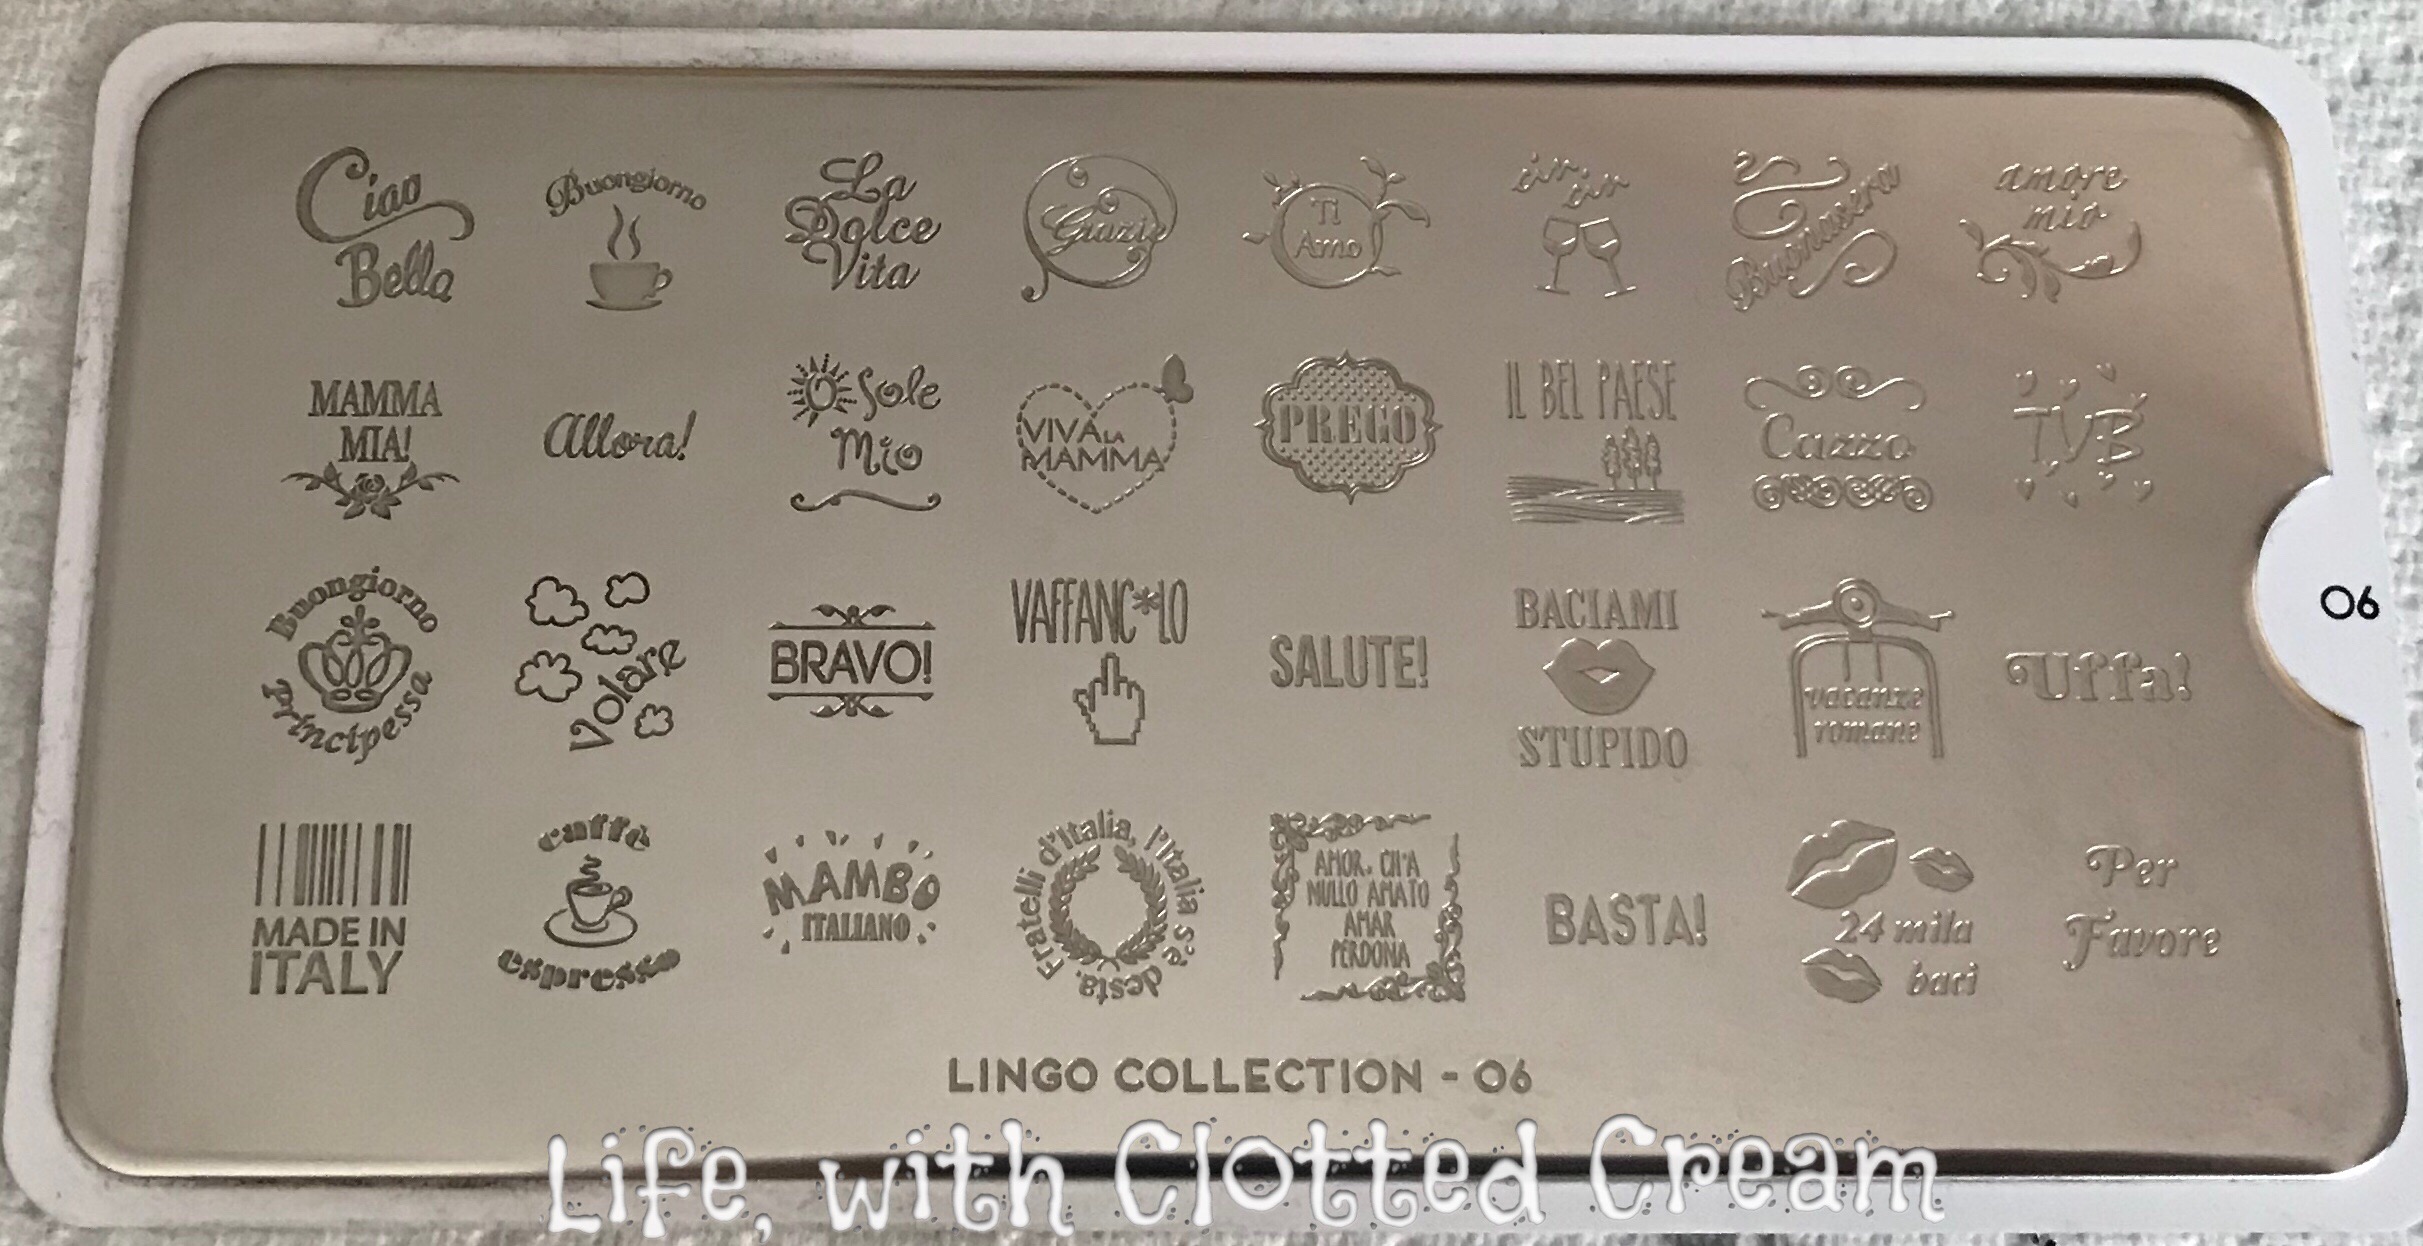 Ciao
Bella
Buongiorno
La
Dolce
Vita
Grazie
Ti
Amo
cin cin
Buonasera
amore
mio
MAMMA
MIA!
Allora!
O Sole
Mio
VIVA LA
MAMMA
PREGO
IL BEL PAESE
Cazzo
TVB
Buongiorno
Principessa
Volare
BRAVO!
VAFFANC*LO
SALUTE!
BACIAMI
STUPIDO
vacanze
romane
Uffa!
06
MADE IN
ITALY
caffè
espresso
MAMBO
ITALIANO
Fratelli d'Italia, l'Italia s'è desta,
AMOR, CH'A
NULLO AMATO
AMAR
PERDONA
BASTA!
24 mila
baci
Per
Favore
LINGO COLLECTION - 06
Life, with Clotted Cream